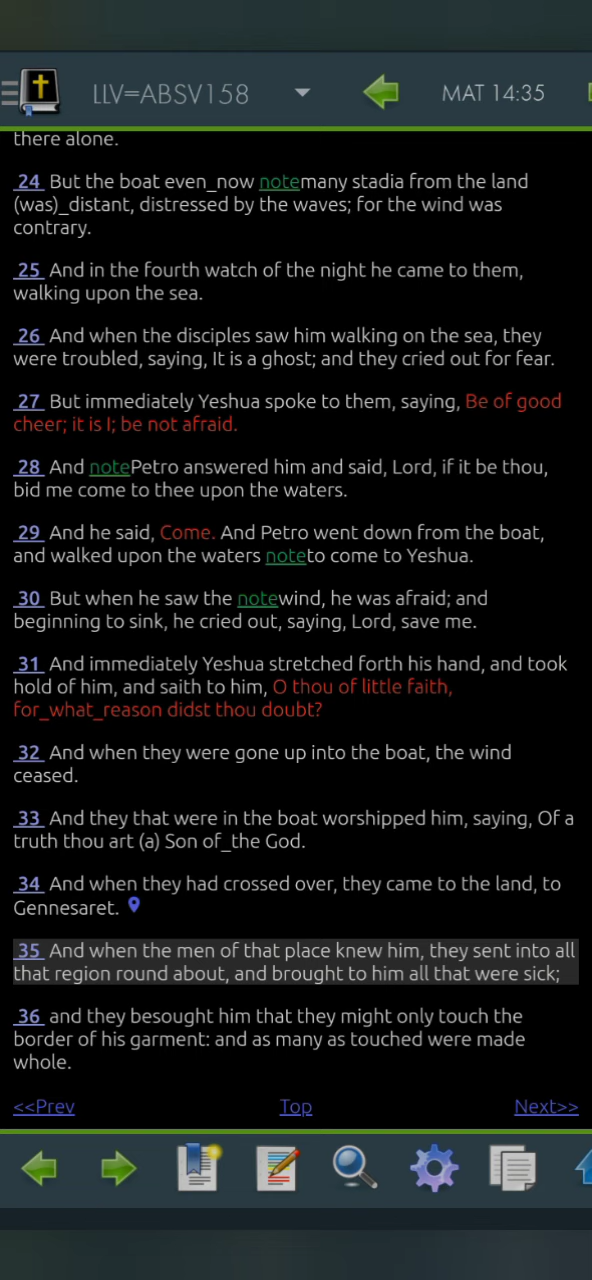 LLV=ABSV158 MAT 14:35
there alone.
24 But the boat even_now notemany stadia from the land
(was)_distant, distressed by the waves; for the wind was
contrary.
25 And in the fourth watch of the night he came to them,
walking upon the sea.
26 And when the disciples saw him walking on the sea, they
were troubled, saying, It is a ghost; and they cried out for fear.
27 But immediately Yeshua spoke to them, saying, Be of good
cheer; it is I; be not afraid.
28 And notePetro answered him and said, Lord, if it be thou,
bid me come to thee upon the waters.
29 And he said, Come. And Petro went down from the boat,
and walked upon the waters noteto come to Yeshua.
30 But when he saw the notewind, he was afraid; and
beginning to sink, he cried out, saying, Lord, save me.
31 And immediately Yeshua stretched forth his hand, and took
hold of him, and saith to him, O thou of little faith,
for_what_reason didst thou doubt?
32 And when they were gone up into the boat, the wind
ceased.
33 And they that were in the boat worshipped him, saying, Of a
truth thou art (a) Son of_the God.
34 And when they had crossed over, they came to the land, to
Gennesaret.
35 And when the men of that place knew him, they sent into all
that region round about, and brought to him all that were sick;
36 and they besought him that they might only touch the
border of his garment: and as many as touched were made
whole.
<<Prev Top Next>>